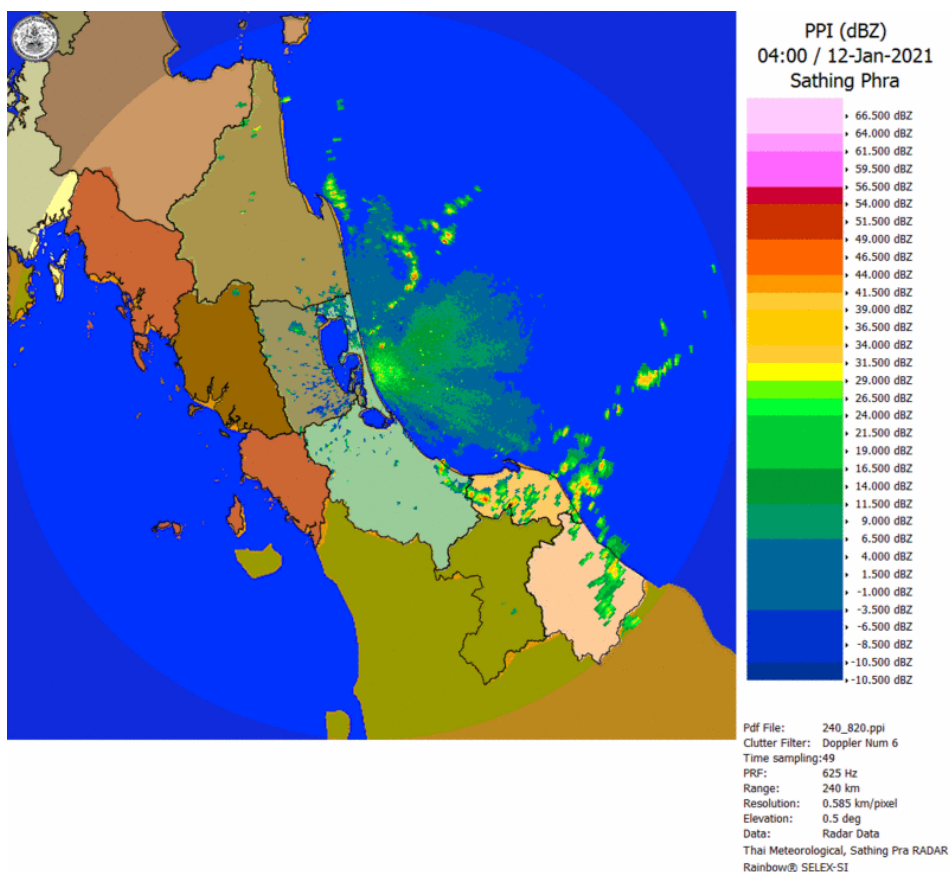 PPI (dBZ)
04:00 / 12-Jan-2021
Sathing Phra
66.500 dBZ
64.000 dBZ
61.500 dBZ
59.500 dBZ
56.500 dBZ
54.000 dBZ
51.500 dBZ
49.000 dBZ
46.500 dBZ
44.000 dBZ
41.500 dBZ
39.000 dBZ
36.500 dBZ
34.000 dBZ
31.500 dBZ
29.000 dBZ
26.500 dBZ
24.000 dBZ
21.500 dBZ
19.000 dBZ
16.500 dBZ
14.000 dBZ
11.500 dBZ
9.000 dBZ
6.500 dBZ
4.000 dBZ
1.500 dBZ
-1.000 dBZ
-3.500 dBZ
-6.500 dBZ
-8.500 dBZ
-10.500 dBZ
-10.500 dBZ
Pdf File: 240_820.ppi
Clutter Filter: Doppler Num 6
Time sampling:49
PRF: 625 Hz
Range: 240 km
Resolution: 0.585 km/pixel
Elevation: 0.5 deg
Data: Radar Data
Thai Meteorological, Sathing Pra RADAR
Rainbow® SELEX-SI